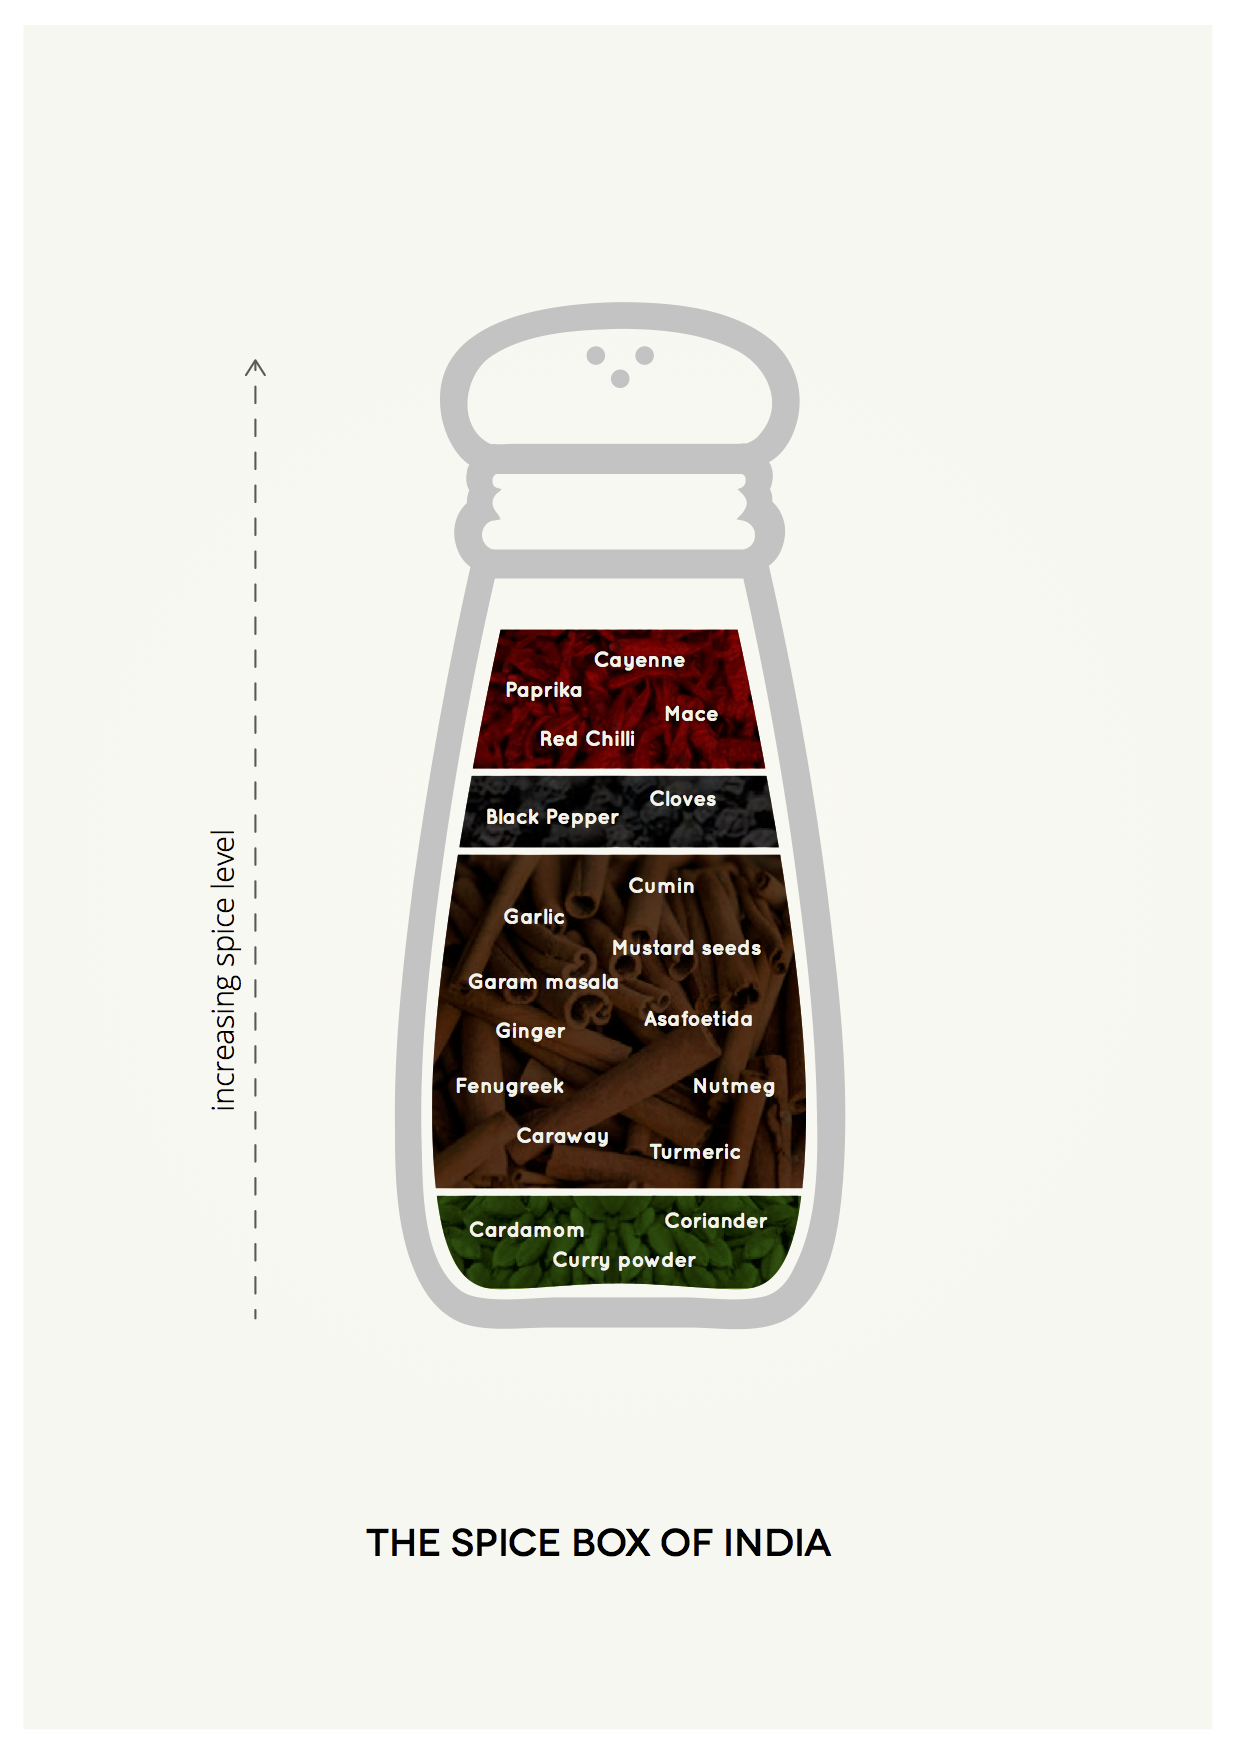 Cayenne
Paprika
Mace
Red Chilli
Cloves
Black Pepper
Cumin
Garlic
Mustard seeds
Garam masala
Asafoetida
Ginger
Fenugreek
Nutmeg
Caraway
Turmeric
Coriander
Cardamom
Curry powder
increasing spice level
THE SPICE BOX OF INDIA